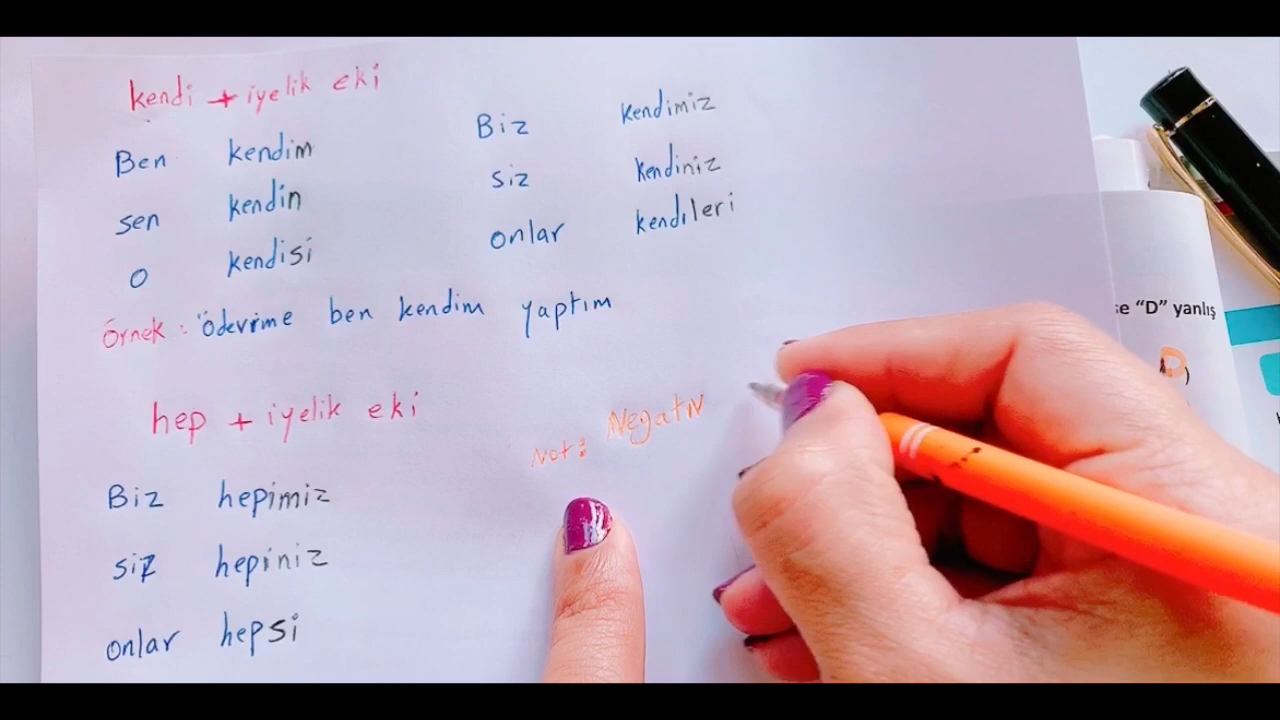 kendi + iyelik eki
Ben kendim
sen kendin
O kendisi
Biz kendimiz
siz kendiniz
onlar kendileri
Örnek: "Ödevime ben kendim yaptım
hep + iyelik eki
Biz hepimiz
siz hepiniz
onlar hepsi
Not: Negatıv
"D" yanlış